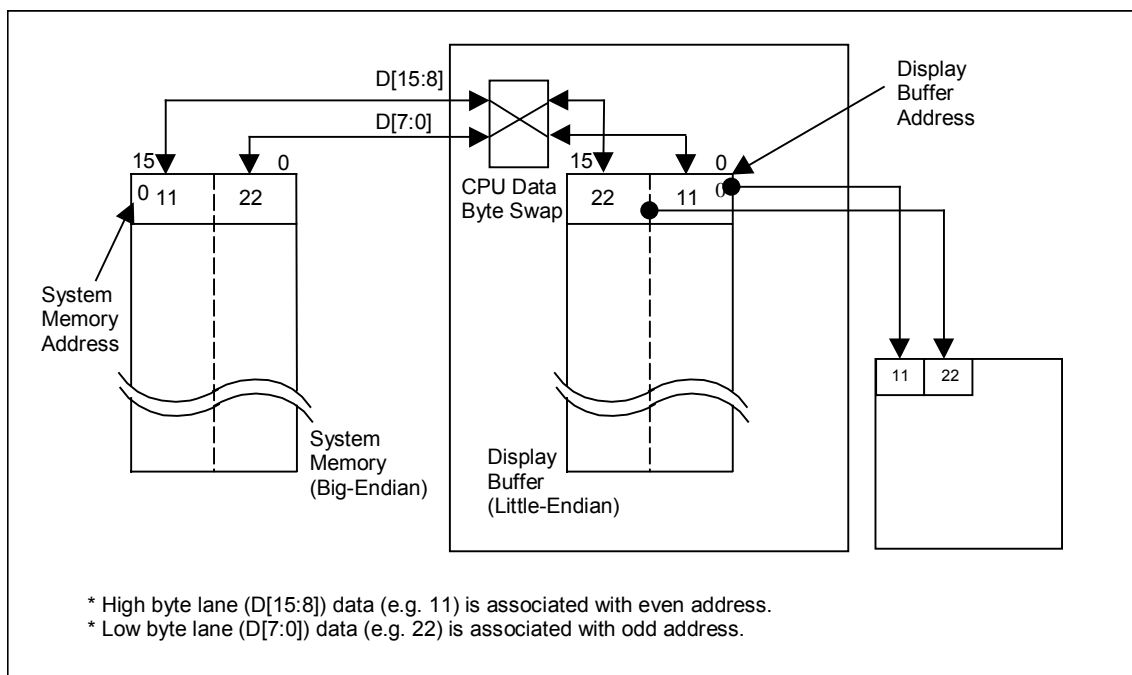 D[15:8]
D[7:0]
Display
Buffer
Address
15
0
15
0
CPU Data
Byte Swap
0
11
22
22
11
0
System
Memory
Address
11
22
System
Memory
(Big-Endian)
Display
Buffer
(Little-Endian)
* High byte lane (D[15:8]) data (e.g. 11) is associated with even address.
* Low byte lane (D[7:0]) data (e.g. 22) is associated with odd address.